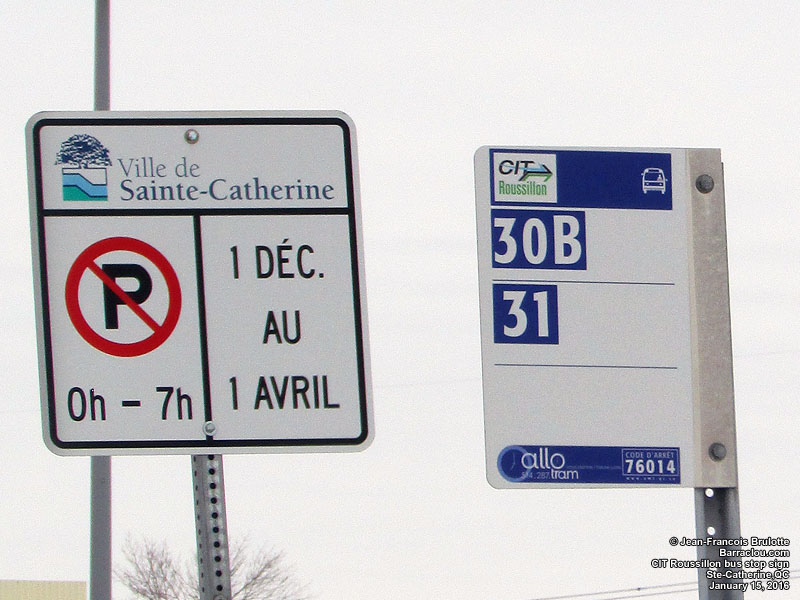 Ville de
Sainte-Catherine
P
0h - 7h
1 DÉC.
AU
1 AVRIL
CIT
Roussillon
30B
31
allo
tram
CODE D'ARRÊT
76014
© Jean-Francois Brulotte
Barraclou.com
CIT Roussillon bus stop sign
Ste-Catherine,QC
January 15, 2016